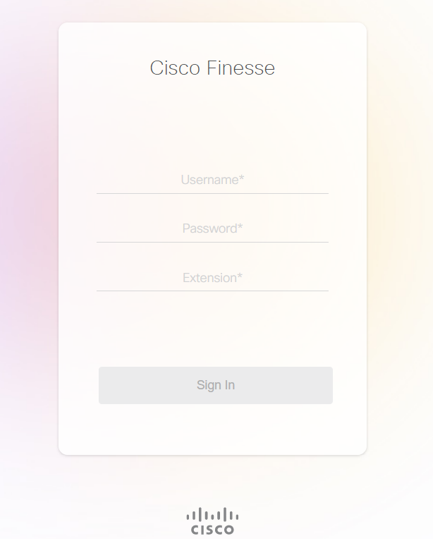 Cisco Finesse
Username*
Password*
Extension*
Sign In
CISCO